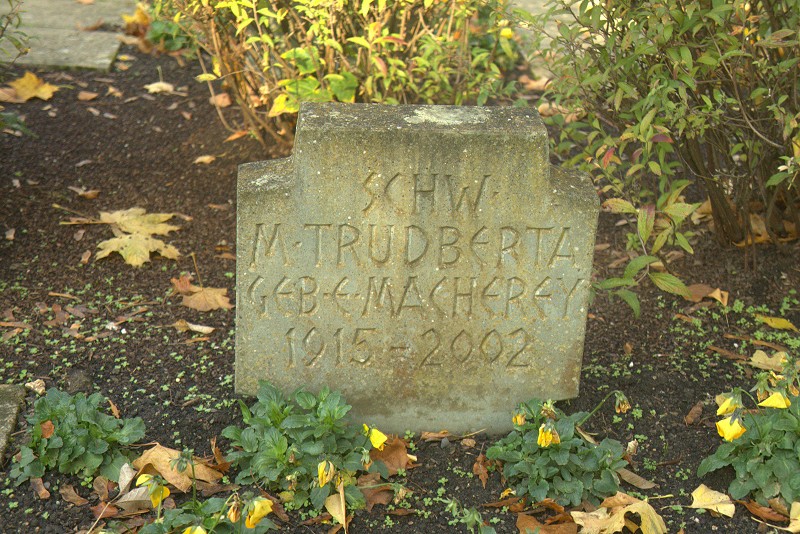 SCHW·
M·TRUDBERTA
GEB·E·MACHEREY
1915-2002